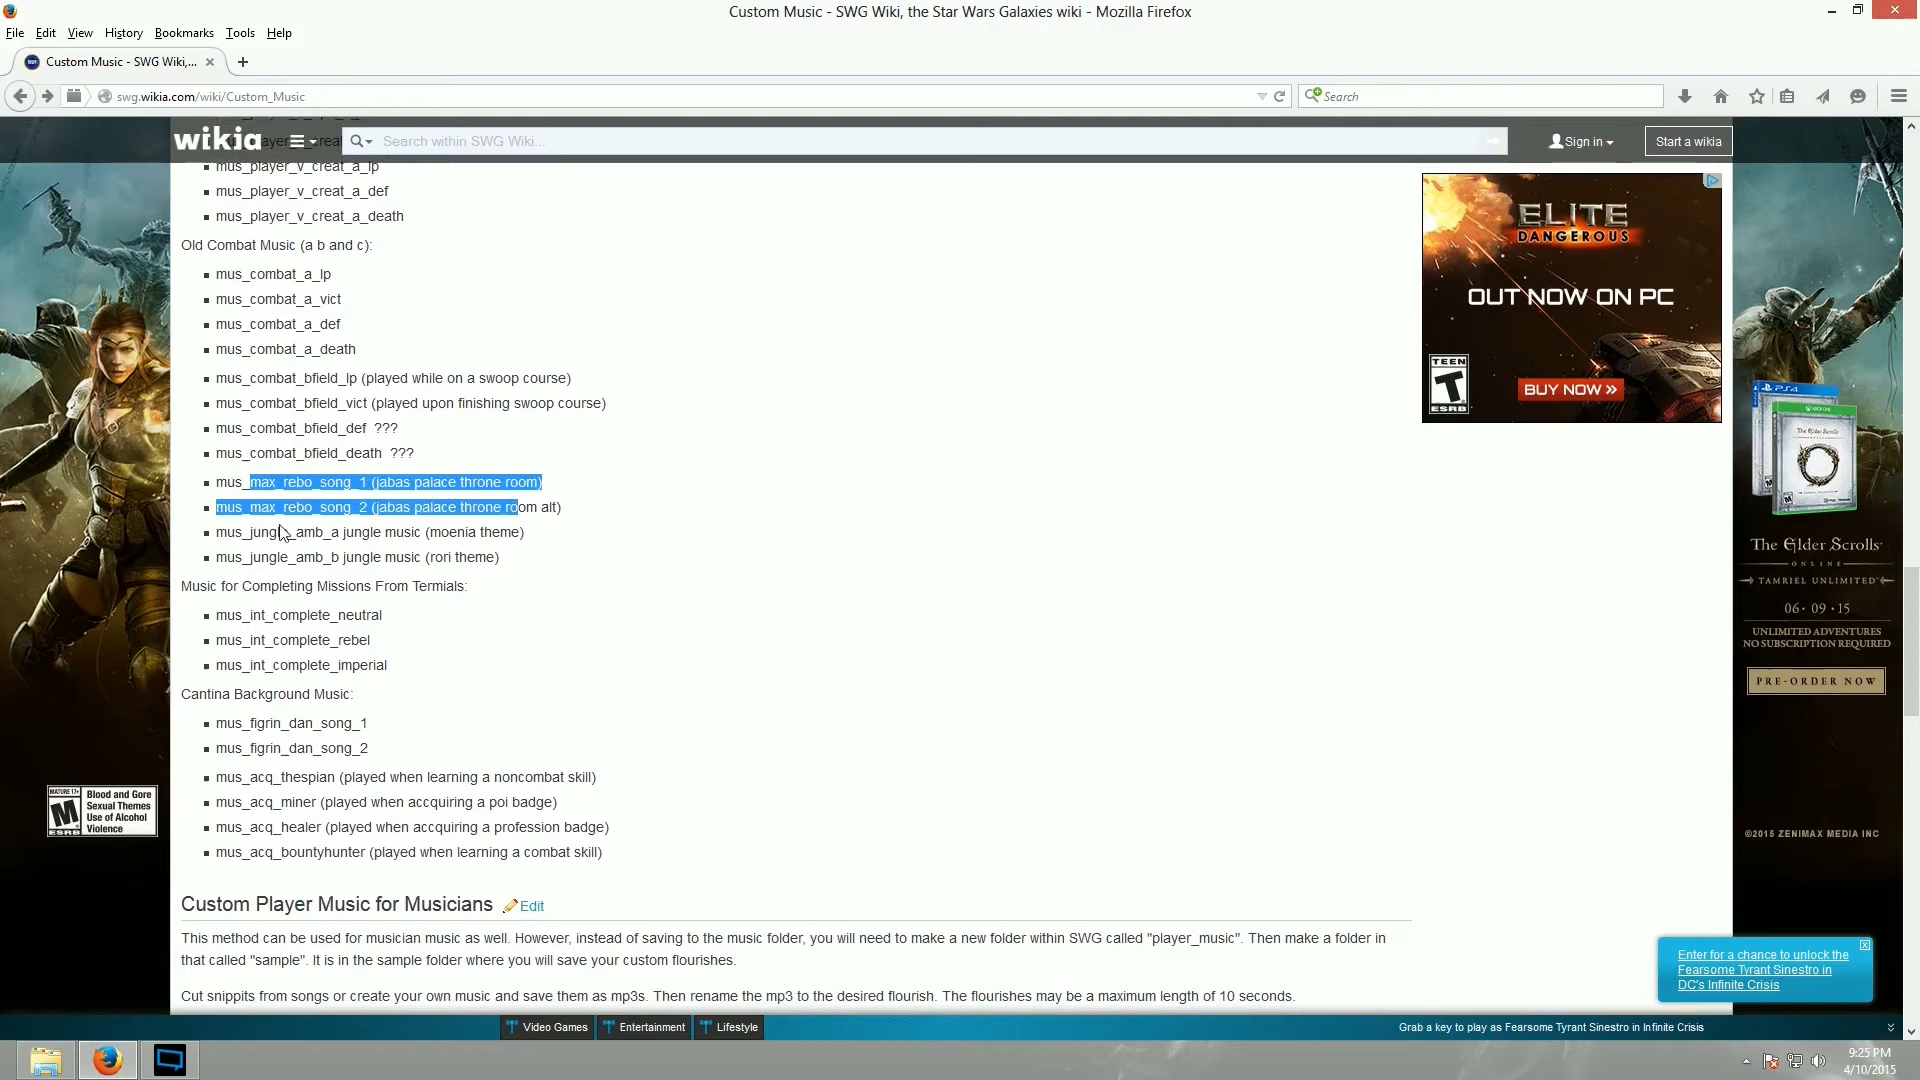 Custom Music - SWG Wiki, the Star Wars Galaxies wiki - Mozilla Firefox
File Edit View History Bookmarks Tools Help
Custom Music - SWG Wiki,...
swg.wikia.com/wiki/Custom_Music
Search
wikia
Search within SWG Wiki...
Sign in
Start a wikia
mus_player_v_creat_a_lp
mus_player_v_creat_a_def
mus_player_v_creat_a_death
Old Combat Music (a b and c):
mus_combat_a_lp
mus_combat_a_vict
mus_combat_a_def
mus_combat_a_death
mus_combat_bfield_lp (played while on a swoop course)
mus_combat_bfield_vict (played upon finishing swoop course)
mus_combat_bfield_def ???
mus_combat_bfield_death ???
mus_max_rebo_song_1 (jabas palace throne room)
mus_max_rebo_song_2 (jabas palace throne room alt)
mus_jungle_amb_a jungle music (moenia theme)
mus_jungle_amb_b jungle music (rori theme)
Music for Completing Missions From Termials:
mus_int_complete_neutral
mus_int_complete_rebel
mus_int_complete_imperial
Cantina Background Music:
mus_figrin_dan_song_1
mus_figrin_dan_song_2
mus_acq_thespian (played when learning a noncombat skill)
mus_acq_miner (played when accquiring a poi badge)
mus_acq_healer (played when accquiring a profession badge)
mus_acq_bountyhunter (played when learning a combat skill)
Custom Player Music for Musicians Edit
This method can be used for musician music as well. However, instead of saving to the music folder, you will need to make a new folder within SWG called "player_music". Then make a folder in
that called "sample". It is in the sample folder where you will save your custom flourishes.
Cut snippits from songs or create your own music and save them as mp3s. Then rename the mp3 to the desired flourish. The flourishes may be a maximum length of 10 seconds.
ELITE
DANGEROUS
OUT NOW ON PC
TEEN
T
ESRB
BUY NOW »
PS4
XBOX ONE
The Elder Scrolls
The Elder Scrolls
ONLINE
TAMRIEL UNLIMITED
06·09·15
UNLIMITED ADVENTURES
NO SUBSCRIPTION REQUIRED
PRE-ORDER NOW
©2015 ZENIMAX MEDIA INC
MATURE 17+
M
ESRB
Blood and Gore
Sexual Themes
Use of Alcohol
Violence
Enter for a chance to unlock the
Fearsome Tyrant Sinestro in
DC's Infinite Crisis
Video Games Entertainment Lifestyle
Grab a key to play as Fearsome Tyrant Sinestro in Infinite Crisis
9:25 PM
4/10/2015